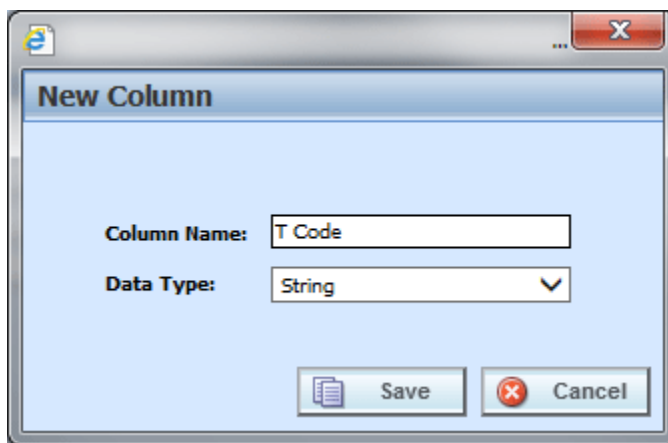 ...
New Column
Column Name: T Code
Data Type: String
Save Cancel